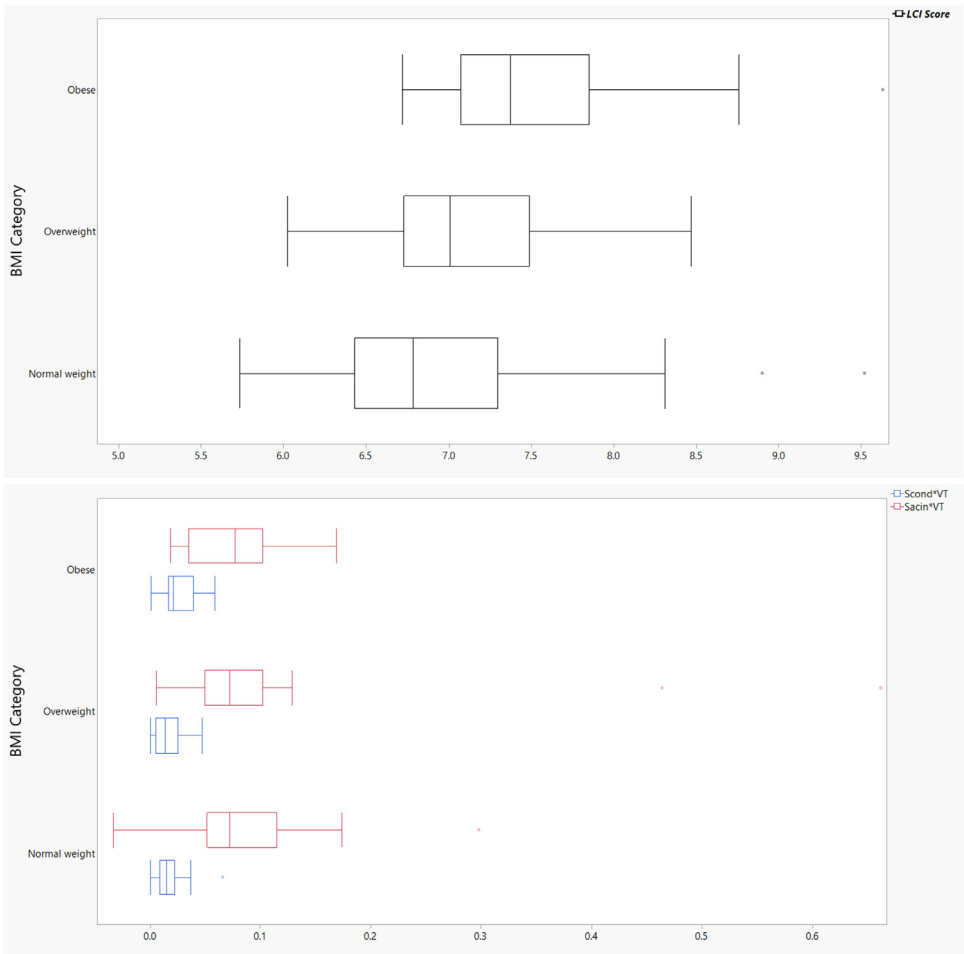 LCI Score
BMI Category
Obese
Overweight
Normal weight
5.0 5.5 6.0 6.5 7.0 7.5 8.0 8.5 9.0 9.5
Scond*VT
Sacin*VT
BMI Category
Obese
Overweight
Normal weight
0.0 0.1 0.2 0.3 0.4 0.5 0.6